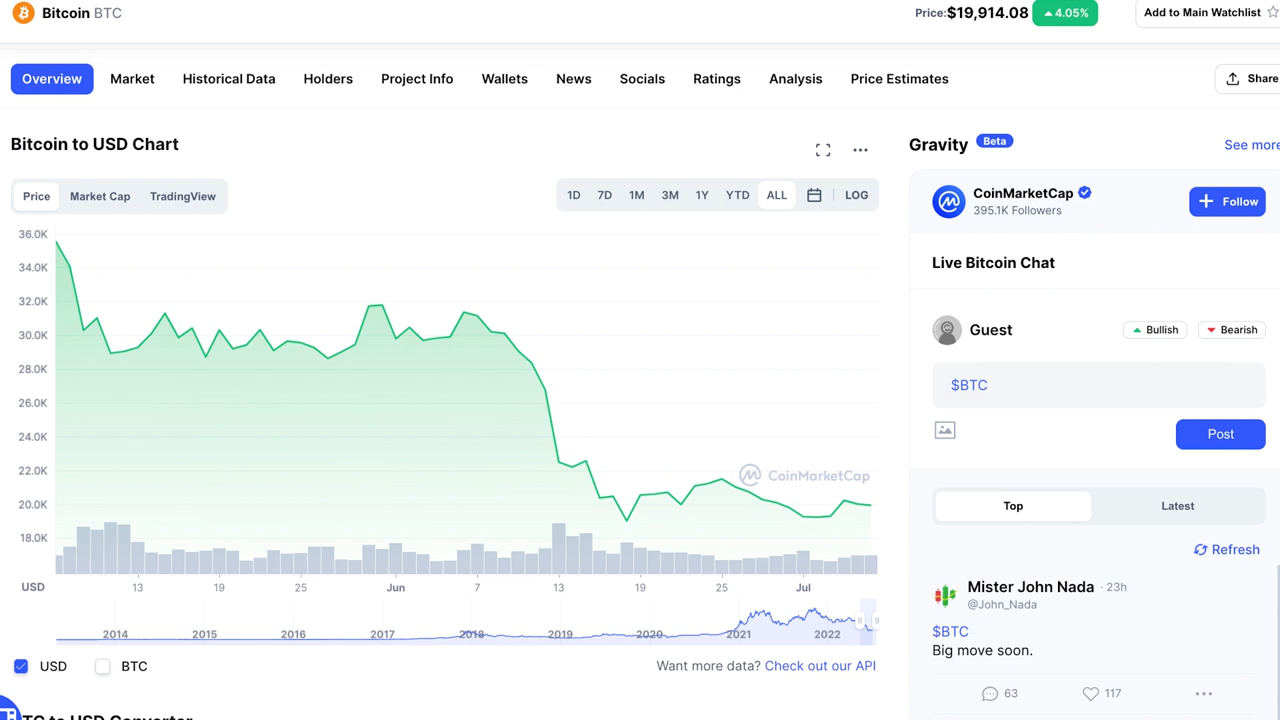 Bitcoin BTC
Price:$19,914.08 4.05% Add to Main Watchlist
Overview Market Historical Data Holders Project Info Wallets News Socials Ratings Analysis Price Estimates Share
Bitcoin to USD Chart
Gravity Beta See more
Price Market Cap TradingView
1D 7D 1M 3M 1Y YTD ALL LOG
CoinMarketCap
395.1K Followers
Follow
36.0K
34.0K
32.0K
30.0K
28.0K
26.0K
24.0K
22.0K
20.0K
18.0K
CoinMarketCap
USD 13 19 25 Jun 7 13 19 25 Jul
2014 2015 2016 2017 2018 2019 2020 2021 2022
USD BTC
Want more data? Check out our API
Live Bitcoin Chat
Guest Bullish Bearish
$BTC
Post
Top Latest
Refresh
Mister John Nada · 23h
@John_Nada
$BTC
Big move soon.
63 117
TC to USD Converter